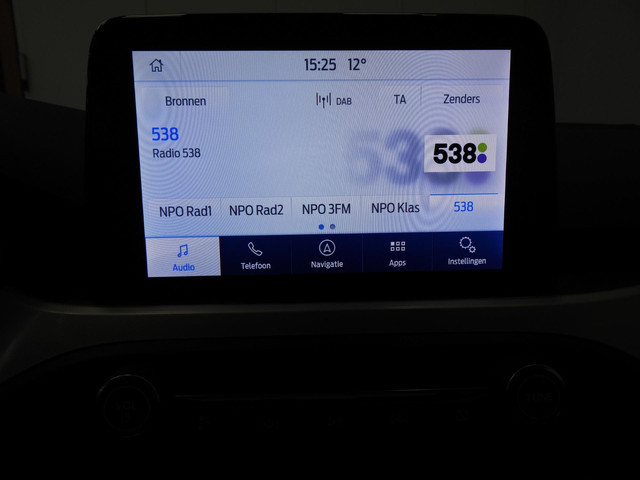 15:25 12°
Bronnen DAB TA Zenders
538
Radio 538
538
538
NPO Rad1 NPO Rad2 NPO 3FM NPO Klas 538
Audio Telefoon Navigatie Apps Instellingen